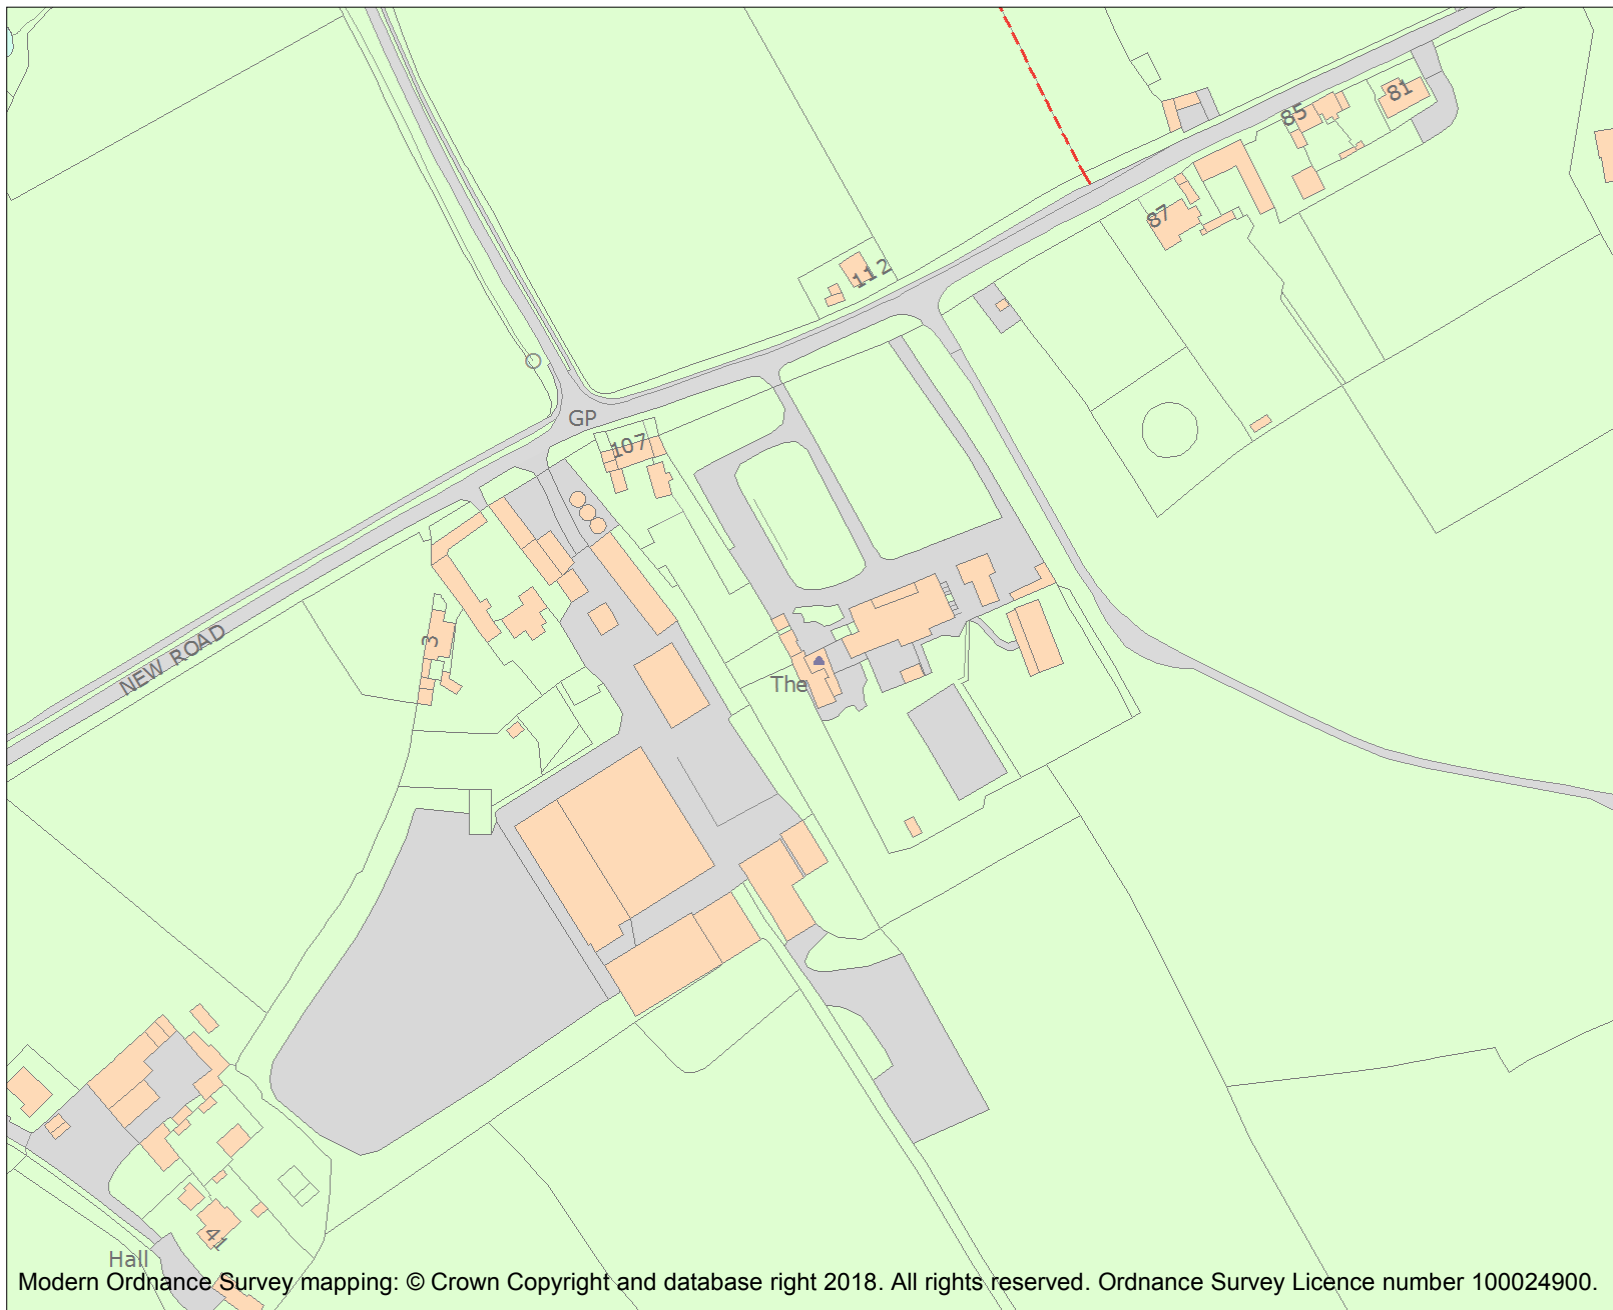 81
85
87
112
GP
107
3
NEW ROAD
The
41
Hall
Modern Ordnance Survey mapping: © Crown Copyright and database right 2018. All rights reserved. Ordnance Survey Licence number 100024900.